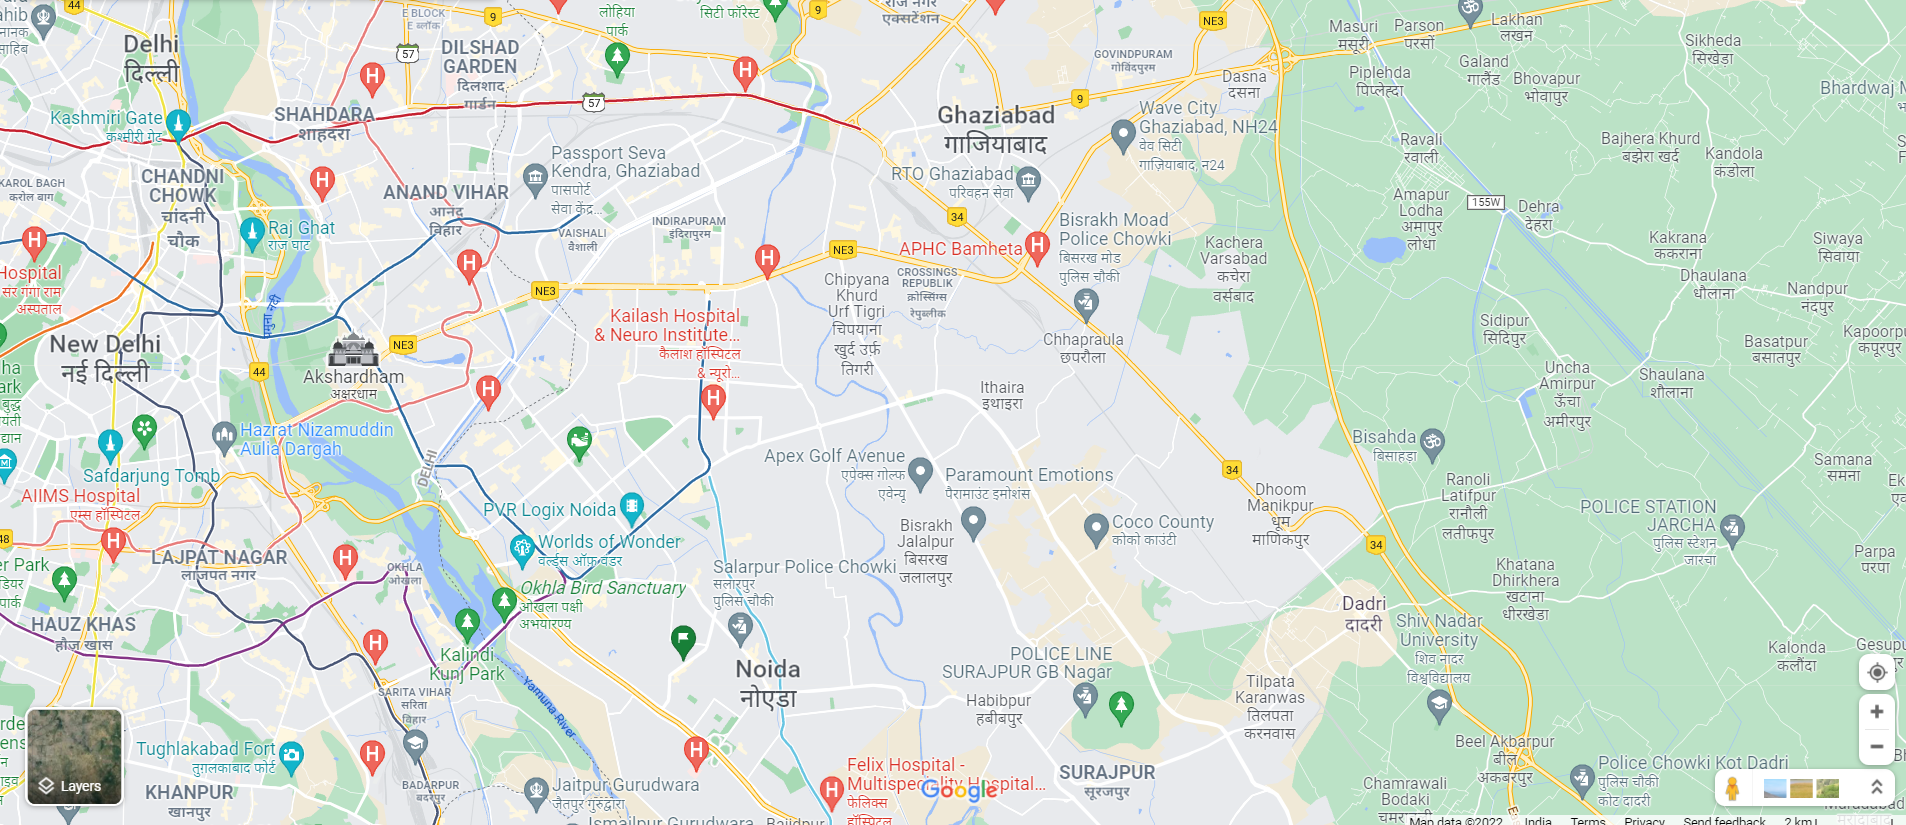 44
E BLOCK
E ब्लॉक
9
लोहिया
पार्क
सिटी फॉरेस्ट
9
राज नगर
एक्सटेंशन
NE3
Masuri
मसूरी
Parson
परसों
Lakhan
लखन
Delhi
दिल्ली
57
DILSHAD
GARDEN
दिलशाद
गार्डन
H
H
57
GOVINDPURAM
गोविंदपुरम
Dasna
दसना
Piplehda
पिप्लेहदा
Galand
गालैंड
Bhovapur
भोवापुर
Sikheda
सिखेड़ा
Bhardwaj
Kashmiri Gate
कश्मीरी गेट
SHAHDARA
शाहदरा
Ghaziabad
गाजियाबाद
9
Wave City
Ghaziabad, NH24
वेव सिटी
गाज़ियाबाद, न24
Ravali
रवाली
Bajhera Khurd
बझेरा खर्द
Kandola
कंडोला
KAROL BAGH
करोल बाग
CHANDNI
CHOWK
चांदनी
चौक
H
ANAND VIHAR
आनंद
विहार
Passport Seva
Kendra, Ghaziabad
पासपोर्ट
सेवा केंद्र...
RTO Ghaziabad
परिवहन सेवा
34
Amapur
Lodha
अमापुर
लोधा
155W
Dehra
देहरा
Raj Ghat
राज घाट
INDIRAPURAM
इंदिरापुरम
VAISHALI
वैशाली
Bisrakh Moad
Police Chowki
बिसरख मोड
पुलिस चौकी
Kachera
Varsabad
कचेरा
वर्सबाद
Kakrana
ककराना
Siwaya
सिवाया
H
Hospital
सर गंगा राम
अस्पताल
H
H
NE3
APHC Bamheta
H
CROSSINGS
REPUBLIK
क्रोसिंग्स
रेपुब्लीक
Dhaulana
धौलाना
Nandpur
नंदपुर
NE3
Chipyana
Khurd
Urf Tigri
चिपयाना
खुर्द उर्फ़
तिगरी
यमुना नदी
Kailash Hospital
& Neuro Institute...
कैलाश हॉस्पिटल
& न्यूरो...
Chhapraula
छपरौला
Sidipur
सिदिपुर
Basatpur
बसातपुर
Kapoorpur
कपूरपुर
New Delhi
नई दिल्ली
NE3
44
Akshardham
अक्षरधाम
H
H
Ithaira
इथाइरा
Uncha
Amirpur
ऊँचा
अमीरपुर
Shaulana
शौलाना
Hazrat Nizamuddin
Aulia Dargah
DELHI
Apex Golf Avenue
एपेक्स गोल्फ
एवेन्यू
Paramount Emotions
पैरामाउंट इमोशंस
34
Bisahda
बिसाहड़ा
Samana
समना
Safdarjung Tomb
AIIMS Hospital
एम्स हॉस्पिटल
H
PVR Logix Noida
Dhoom
Manikpur
धूम
माणिकपुर
Ranoli
Latifpur
रानौली
लतीफपुर
POLICE STATION
JARCHA
पुलिस स्टेशन
जारचा
48
Bisrakh
Jalalpur
बिसरख
जलालपुर
Coco County
कोको काउंटी
34
LAJPAT NAGAR
लाजपत नगर
H
OKHLA
ओखला
Worlds of Wonder
वर्ल्ड्स ऑफ़ वंडर
Salarpur Police Chowki
सलारपुर
पुलिस चौकी
Khatana
Dhirkhera
खटाना
धीरखेडा
Parpa
परपा
Okhla Bird Sanctuary
ओखला पक्षी
अभयारण्य
Dadri
दादरी
Shiv Nadar
University
शिव नादर
विश्वविद्यालय
HAUZ KHAS
हौज़ खास
H
Kalindi
Kunj Park
Noida
नोएडा
POLICE LINE
SURAJPUR GB Nagar
Kalonda
कलौंदा
SARITA VIHAR
सरिता
विहार
Yamuna River
Habibpur
हबीबपुर
Tilpata
Karanwas
तिलपता
करनवास
Tughlakabad Fort
तुग़लकाबाद फोर्ट
H
H
Beel Akbarpur
बील
अकबरपुर
Layers
KHANPUR
खानपुर
BADARPUR
बदरपुर
Jaitpur Gurudwara
जैतपुर गुरुद्वारा
H
Felix Hospital -
Multispeciality Hospital...
फेलिक्स
हॉस्पिटल
Google
SURAJPUR
सूरजपुर
Chamrawali
Bodaki
Police Chowki Kot Dadri
पुलिस चौकी
कोट दादरी
Ismailpur Gurudwara
Map data ©2022 India Terms Privacy Send feedback 2 km